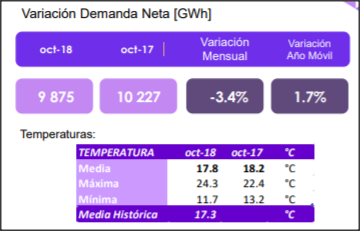 Variación Demanda Neta [GWh]
oct-18 oct-17 Variación Mensual Variación Año Móvil
9 875 10 227 -3.4% 1.7%
Temperaturas:
TEMPERATURA oct-18 oct-17 °C
Media 17.8 18.2 °C
Máxima 24.3 22.4 °C
Mínima 11.7 13.2 °C
Media Histórica 17.3 °C